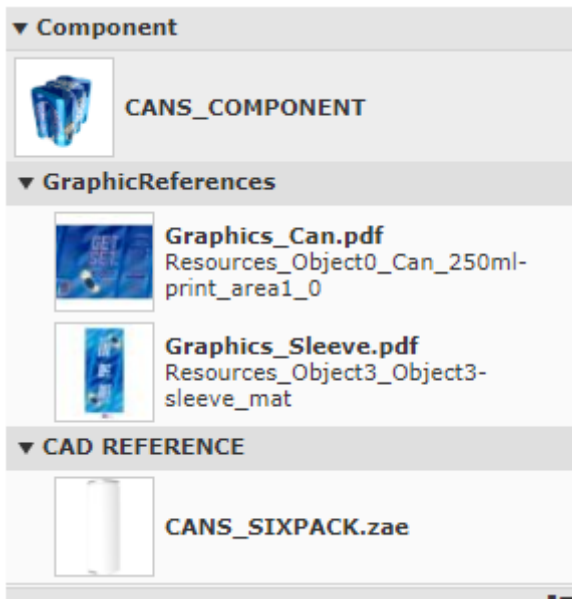 Component
CANS_COMPONENT
GraphicReferences
Graphics_Can.pdf
Resources_Object0_Can_250ml-
print_area1_0
Graphics_Sleeve.pdf
Resources_Object3_Object3-
sleeve_mat
CAD REFERENCE
CANS_SIXPACK.zae